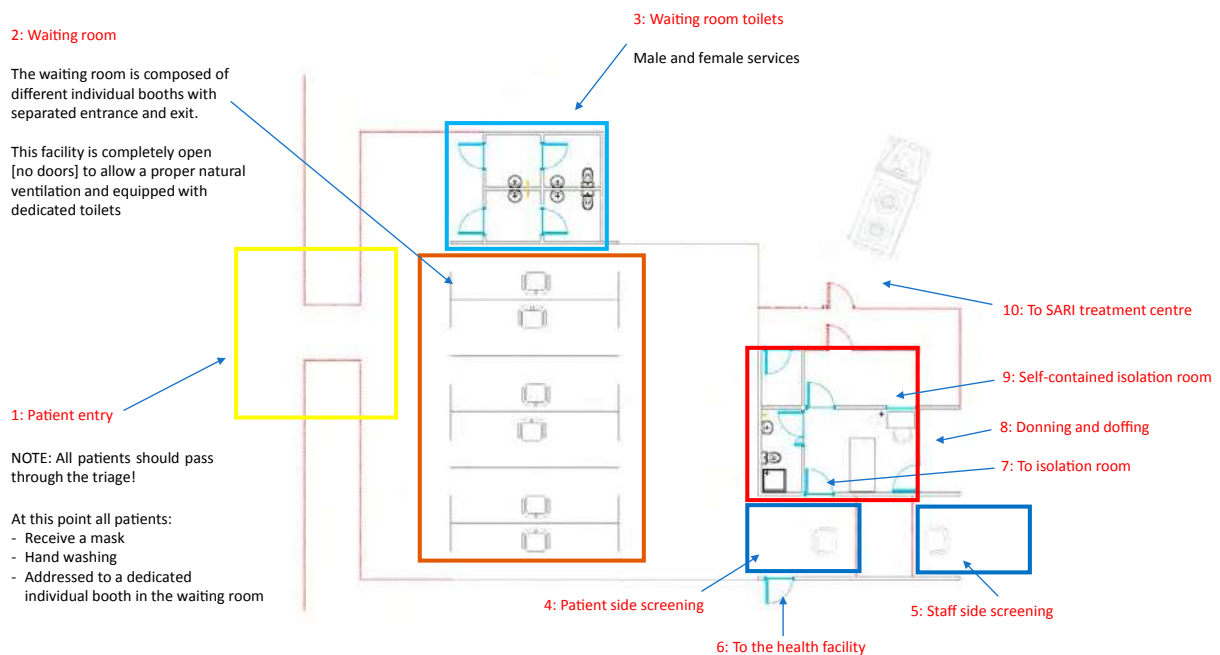 2: Waiting room
The waiting room is composed of
different individual booths with
separated entrance and exit.
This facility is completely open
[no doors] to allow a proper natural
ventilation and equipped with
dedicated toilets
3: Waiting room toilets
Male and female services
1: Patient entry
NOTE: All patients should pass
through the triage!
At this point all patients:
- Receive a mask
- Hand washing
- Addressed to a dedicated
individual booth in the waiting room
10: To SARI treatment centre
9: Self-contained isolation room
8: Donning and doffing
7: To isolation room
4: Patient side screening
5: Staff side screening
6: To the health facility